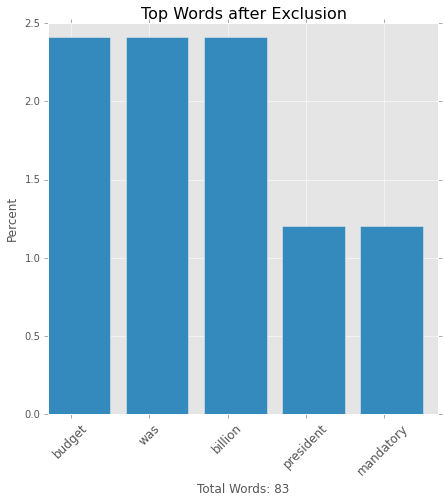 Top Words after Exclusion
2.5
2.0
1.5
1.0
0.5
0.0
Percent
budget
was
billion
president
mandatory
Total Words: 83